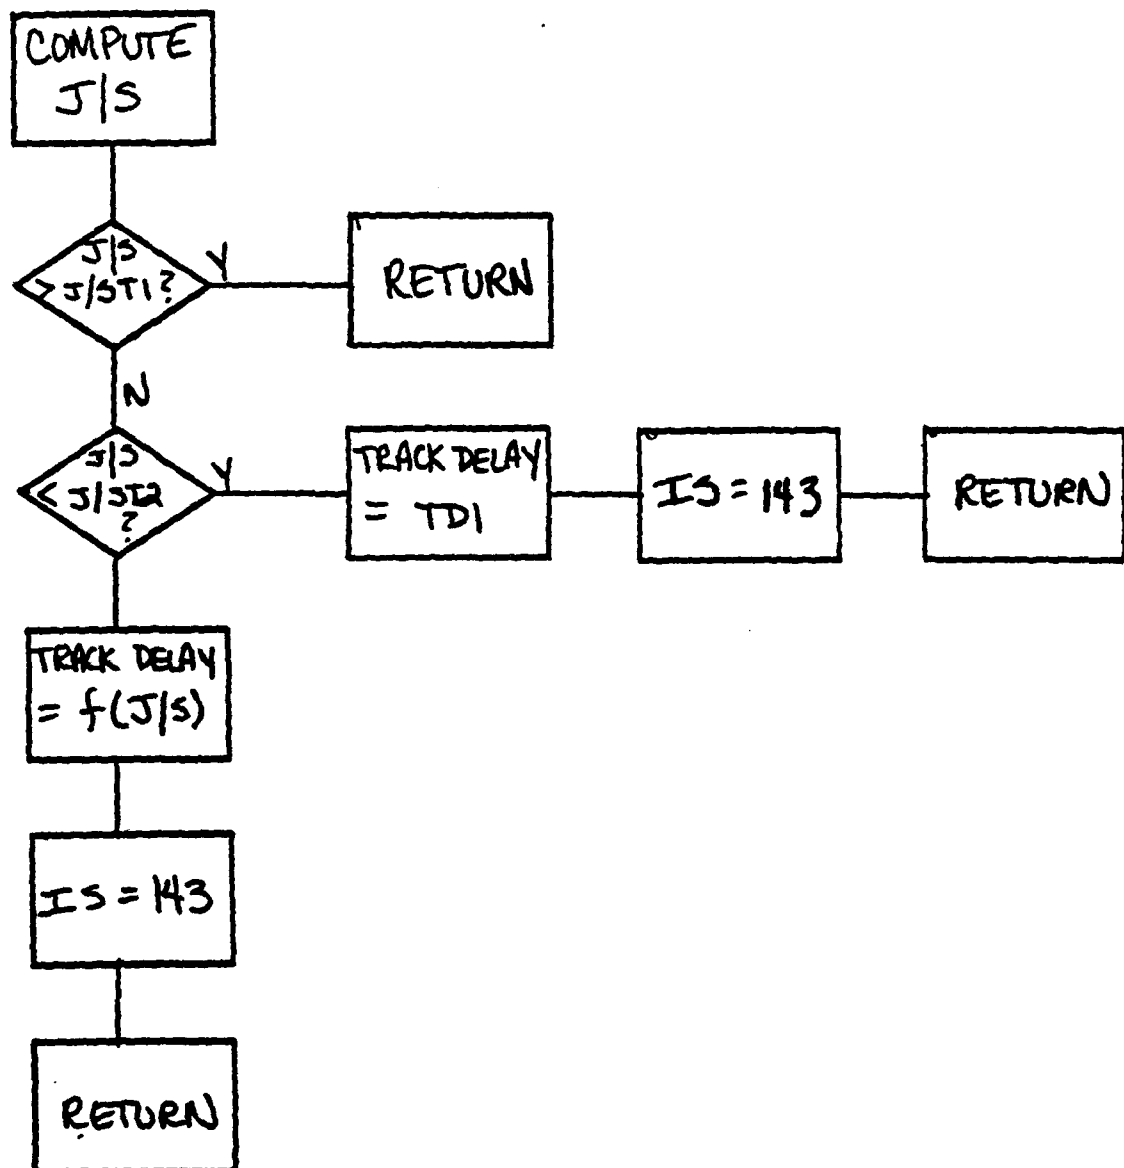 COMPUTE
J/S
J/S
> J/ST1?
Y
RETURN
N
J/S
< J/ST2
?
Y
TRACK DELAY
= TD1
IS = 143
RETURN
TRACK DELAY
= f(J/S)
IS = 143
RETURN